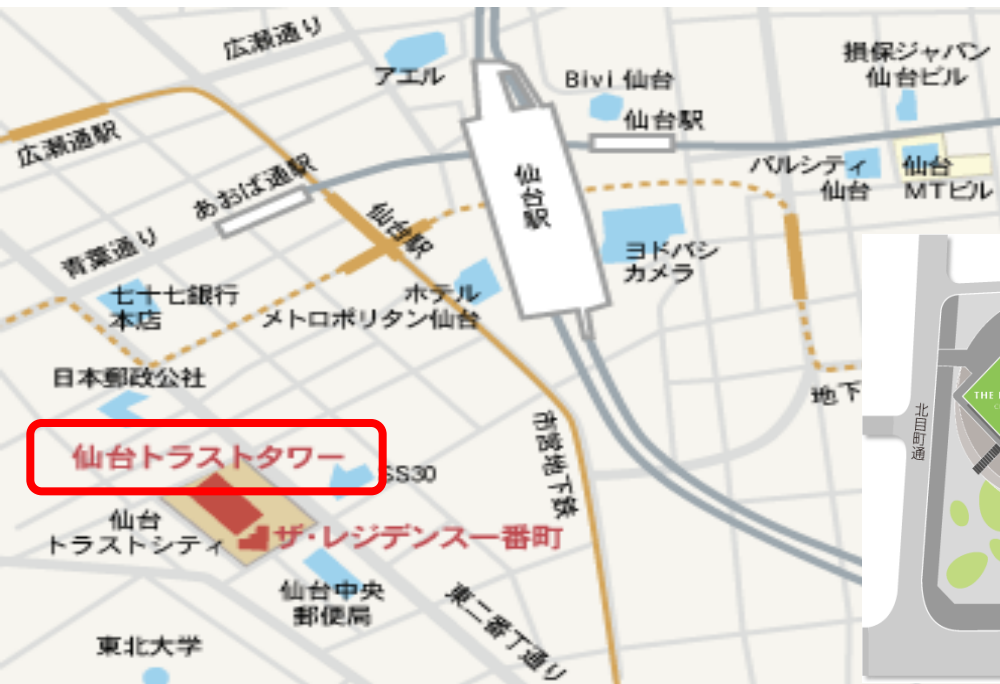 広瀬通り
アエル
Bivi 仙台
損保ジャパン
仙台ビル
広瀬通駅
仙台駅
あおば通駅
仙台駅
仙台駅
パルシティ
仙台
仙台
MTビル
青葉通り
ヨドバシ
カメラ
七十七銀行
本店
ホテル
メトロポリタン仙台
日本郵政公社
地下
THE
北目町通
仙台トラストタワー
SS30
市営地下鉄
仙台
トラストシティ
ザ・レジデンス一番町
仙台中央
郵便局
東二番丁通り
東北大学